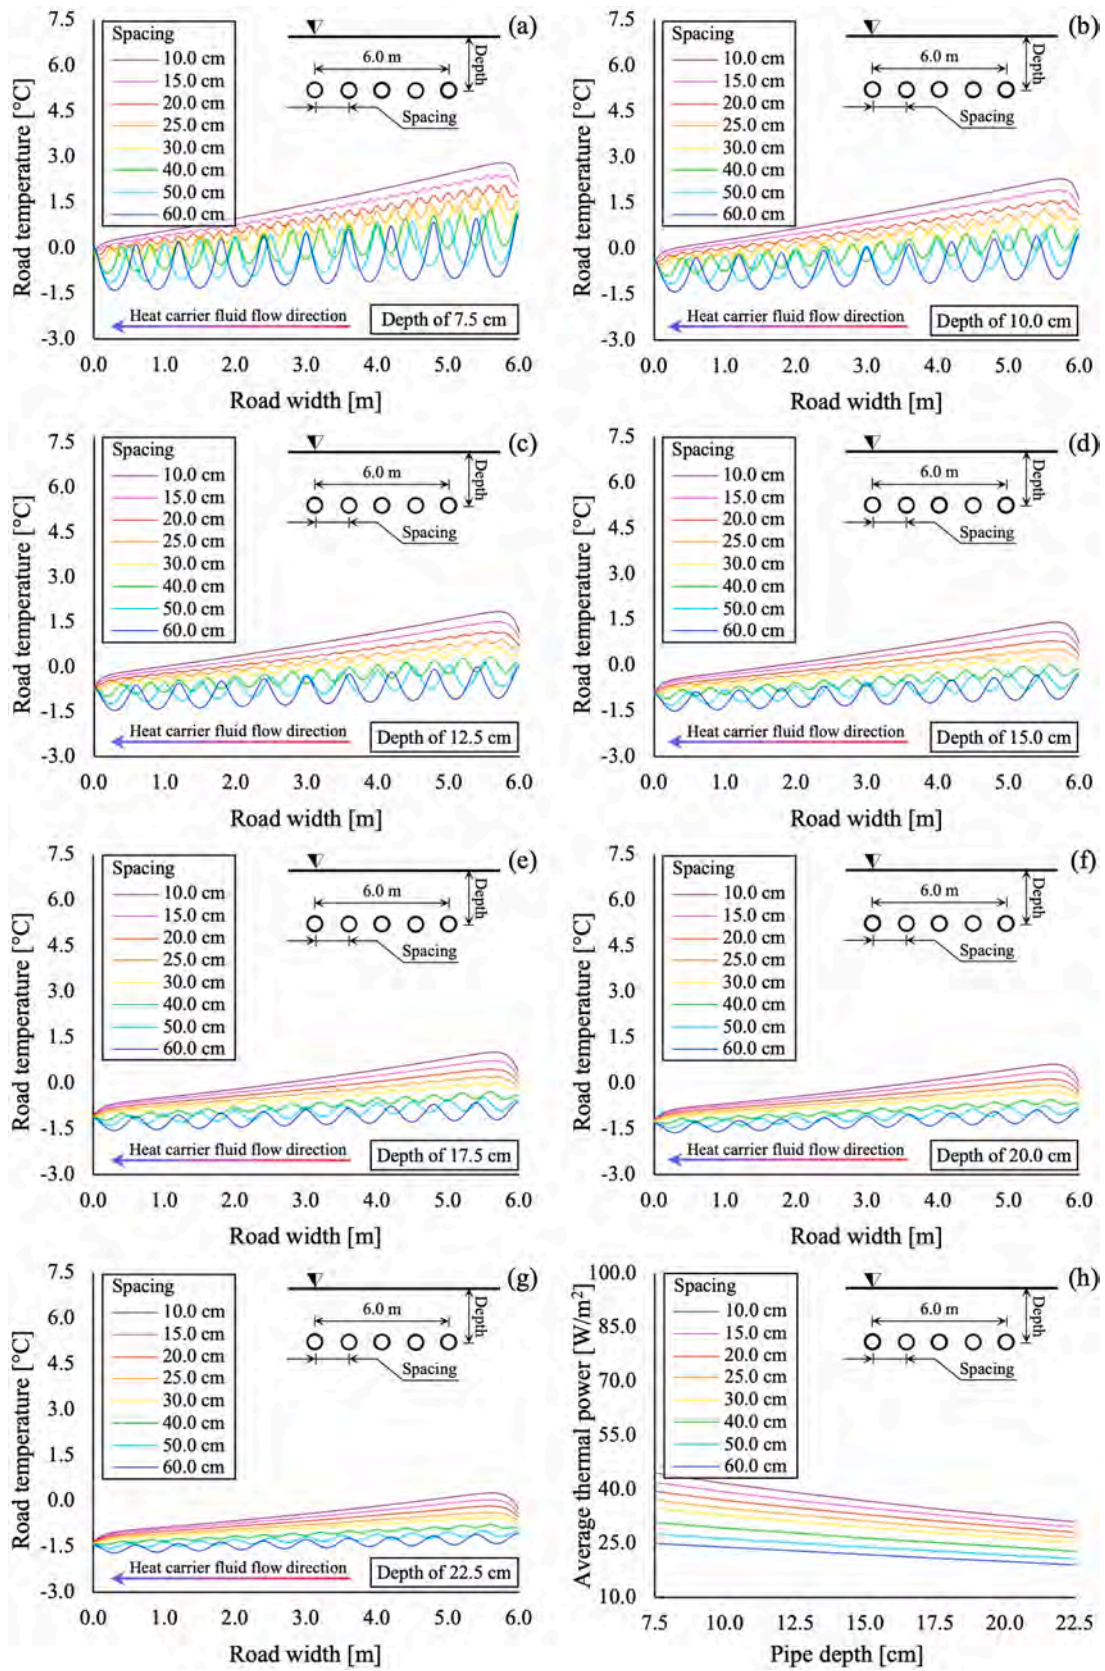 (a)
7.5
6.0
4.5
3.0
1.5
0.0
-1.5
-3.0
Road temperature [°C]
Spacing
10.0 cm
15.0 cm
20.0 cm
25.0 cm
30.0 cm
40.0 cm
50.0 cm
60.0 cm
6.0 m
Depth
Spacing
Heat carrier fluid flow direction
Depth of 7.5 cm
0.0 1.0 2.0 3.0 4.0 5.0 6.0
Road width [m]
(b)
7.5
6.0
4.5
3.0
1.5
0.0
-1.5
-3.0
Road temperature [°C]
Spacing
10.0 cm
15.0 cm
20.0 cm
25.0 cm
30.0 cm
40.0 cm
50.0 cm
60.0 cm
6.0 m
Depth
Spacing
Heat carrier fluid flow direction
Depth of 10.0 cm
0.0 1.0 2.0 3.0 4.0 5.0 6.0
Road width [m]
(c)
7.5
6.0
4.5
3.0
1.5
0.0
-1.5
-3.0
Road temperature [°C]
Spacing
10.0 cm
15.0 cm
20.0 cm
25.0 cm
30.0 cm
40.0 cm
50.0 cm
60.0 cm
6.0 m
Depth
Spacing
Heat carrier fluid flow direction
Depth of 12.5 cm
0.0 1.0 2.0 3.0 4.0 5.0 6.0
Road width [m]
(d)
7.5
6.0
4.5
3.0
1.5
0.0
-1.5
-3.0
Road temperature [°C]
Spacing
10.0 cm
15.0 cm
20.0 cm
25.0 cm
30.0 cm
40.0 cm
50.0 cm
60.0 cm
6.0 m
Depth
Spacing
Heat carrier fluid flow direction
Depth of 15.0 cm
0.0 1.0 2.0 3.0 4.0 5.0 6.0
Road width [m]
(e)
7.5
6.0
4.5
3.0
1.5
0.0
-1.5
-3.0
Road temperature [°C]
Spacing
10.0 cm
15.0 cm
20.0 cm
25.0 cm
30.0 cm
40.0 cm
50.0 cm
60.0 cm
6.0 m
Depth
Spacing
Heat carrier fluid flow direction
Depth of 17.5 cm
0.0 1.0 2.0 3.0 4.0 5.0 6.0
Road width [m]
(f)
7.5
6.0
4.5
3.0
1.5
0.0
-1.5
-3.0
Road temperature [°C]
Spacing
10.0 cm
15.0 cm
20.0 cm
25.0 cm
30.0 cm
40.0 cm
50.0 cm
60.0 cm
6.0 m
Depth
Spacing
Heat carrier fluid flow direction
Depth of 20.0 cm
0.0 1.0 2.0 3.0 4.0 5.0 6.0
Road width [m]
(g)
7.5
6.0
4.5
3.0
1.5
0.0
-1.5
-3.0
Road temperature [°C]
Spacing
10.0 cm
15.0 cm
20.0 cm
25.0 cm
30.0 cm
40.0 cm
50.0 cm
60.0 cm
6.0 m
Depth
Spacing
Heat carrier fluid flow direction
Depth of 22.5 cm
0.0 1.0 2.0 3.0 4.0 5.0 6.0
Road width [m]
(h)
100.0
85.0
70.0
55.0
40.0
25.0
10.0
Average thermal power [W/m²]
Spacing
10.0 cm
15.0 cm
20.0 cm
25.0 cm
30.0 cm
40.0 cm
50.0 cm
60.0 cm
6.0 m
Depth
Spacing
7.5 10.0 12.5 15.0 17.5 20.0 22.5
Pipe depth [cm]